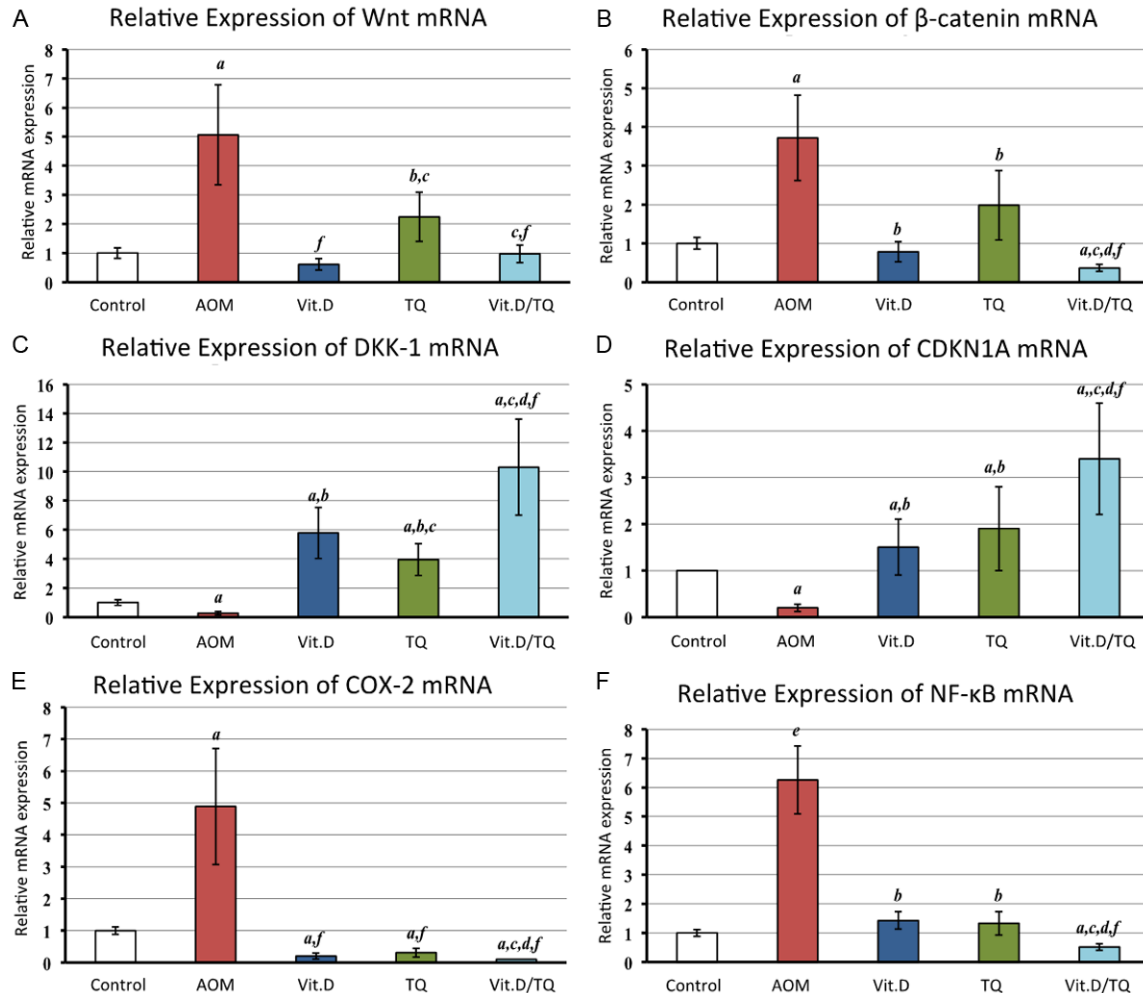 A
Relative Expression of Wnt mRNA
Relative mRNA expression
8
7
6
5
4
3
2
1
0
a
f
b,c
c,f
Control AOM Vit.D TQ Vit.D/TQ
B
Relative Expression of β-catenin mRNA
Relative mRNA expression
6
5
4
3
2
1
0
a
b
b
a,c,d,f
Control AOM Vit.D TQ Vit.D/TQ
C
Relative Expression of DKK-1 mRNA
Relative mRNA expression
16
14
12
10
8
6
4
2
0
a
a,b
a,b,c
a,c,d,f
Control AOM Vit.D TQ Vit.D/TQ
D
Relative Expression of CDKN1A mRNA
Relative mRNA expression
5
4
3
2
1
0
a
a,b
a,b
a,,c,d,f
Control AOM Vit.D TQ Vit.D/TQ
E
Relative Expression of COX-2 mRNA
Relative mRNA expression
8
7
6
5
4
3
2
1
0
a
a,f
a,f
a,c,d,f
Control AOM Vit.D TQ Vit.D/TQ
F
Relative Expression of NF-κB mRNA
Relative mRNA expression
8
7
6
5
4
3
2
1
0
e
b
b
a,c,d,f
Control AOM Vit.D TQ Vit.D/TQ